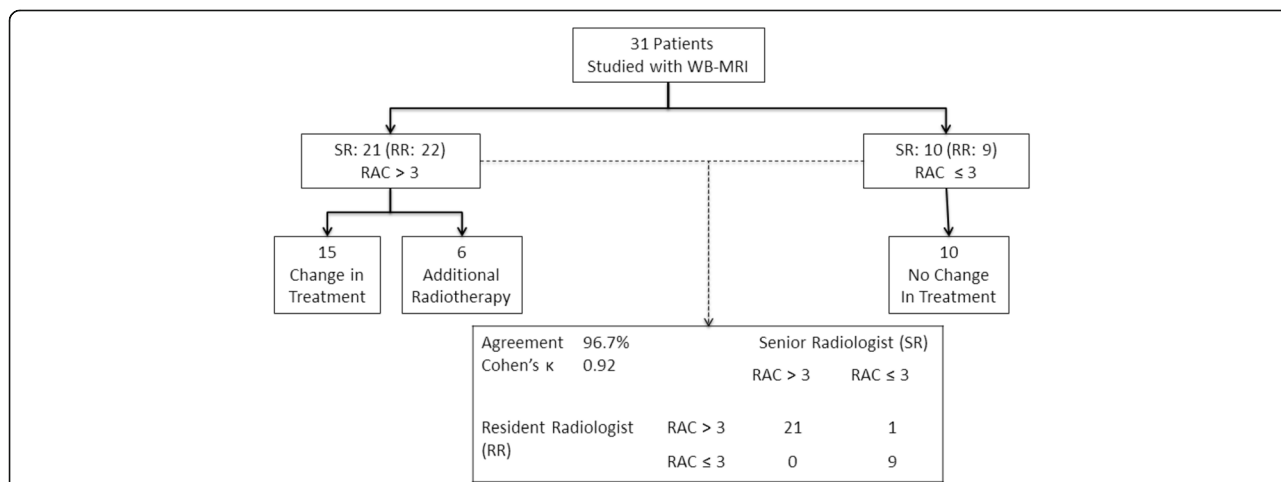 31 Patients
Studied with WB-MRI
SR: 21 (RR: 22)
RAC > 3
SR: 10 (RR: 9)
RAC ≤ 3
15
Change in
Treatment
6
Additional
Radiotherapy
10
No Change
In Treatment
Agreement 96.7% Senior Radiologist (SR)
Cohen's κ 0.92
RAC > 3 RAC ≤ 3
Resident Radiologist RAC > 3 21 1
(RR)
RAC ≤ 3 0 9